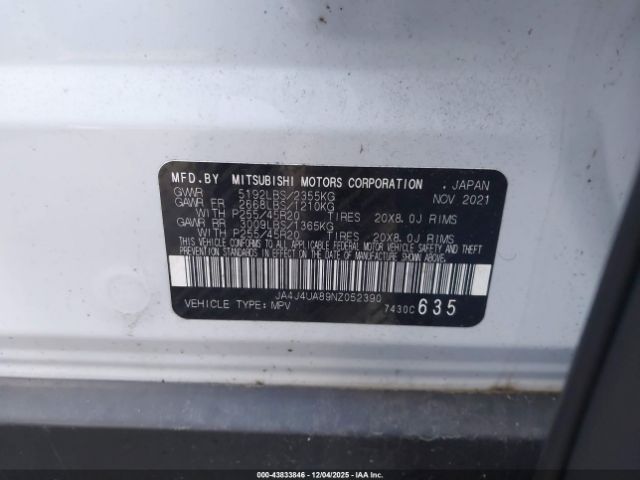 MFD.BY MITSUBISHI MOTORS CORPORATION . JAPAN
GVWR 5192LBS/2355KG NOV 2021
GAWR FR 2668LBS/1210KG
WITH P255/45R20 TIRES 20X8.0J RIMS
GAWR RR 3009LBS/1365KG
WITH P255/45R20 TIRES 20X8.0J RIMS
THIS VEHICLE CONFORMS TO ALL APPLICABLE FEDERAL MOTOR VEHICLE SAFETY AND THEFT
PREVENTION STANDARDS IN EFFECT ON THE DATE OF MANUFACTURE SHOWN ABOVE.
JA4J4UA89NZ052390
VEHICLE TYPE: MPV 7430C 635
00-43833846 - 12/04/2025 - IAA, Inc.